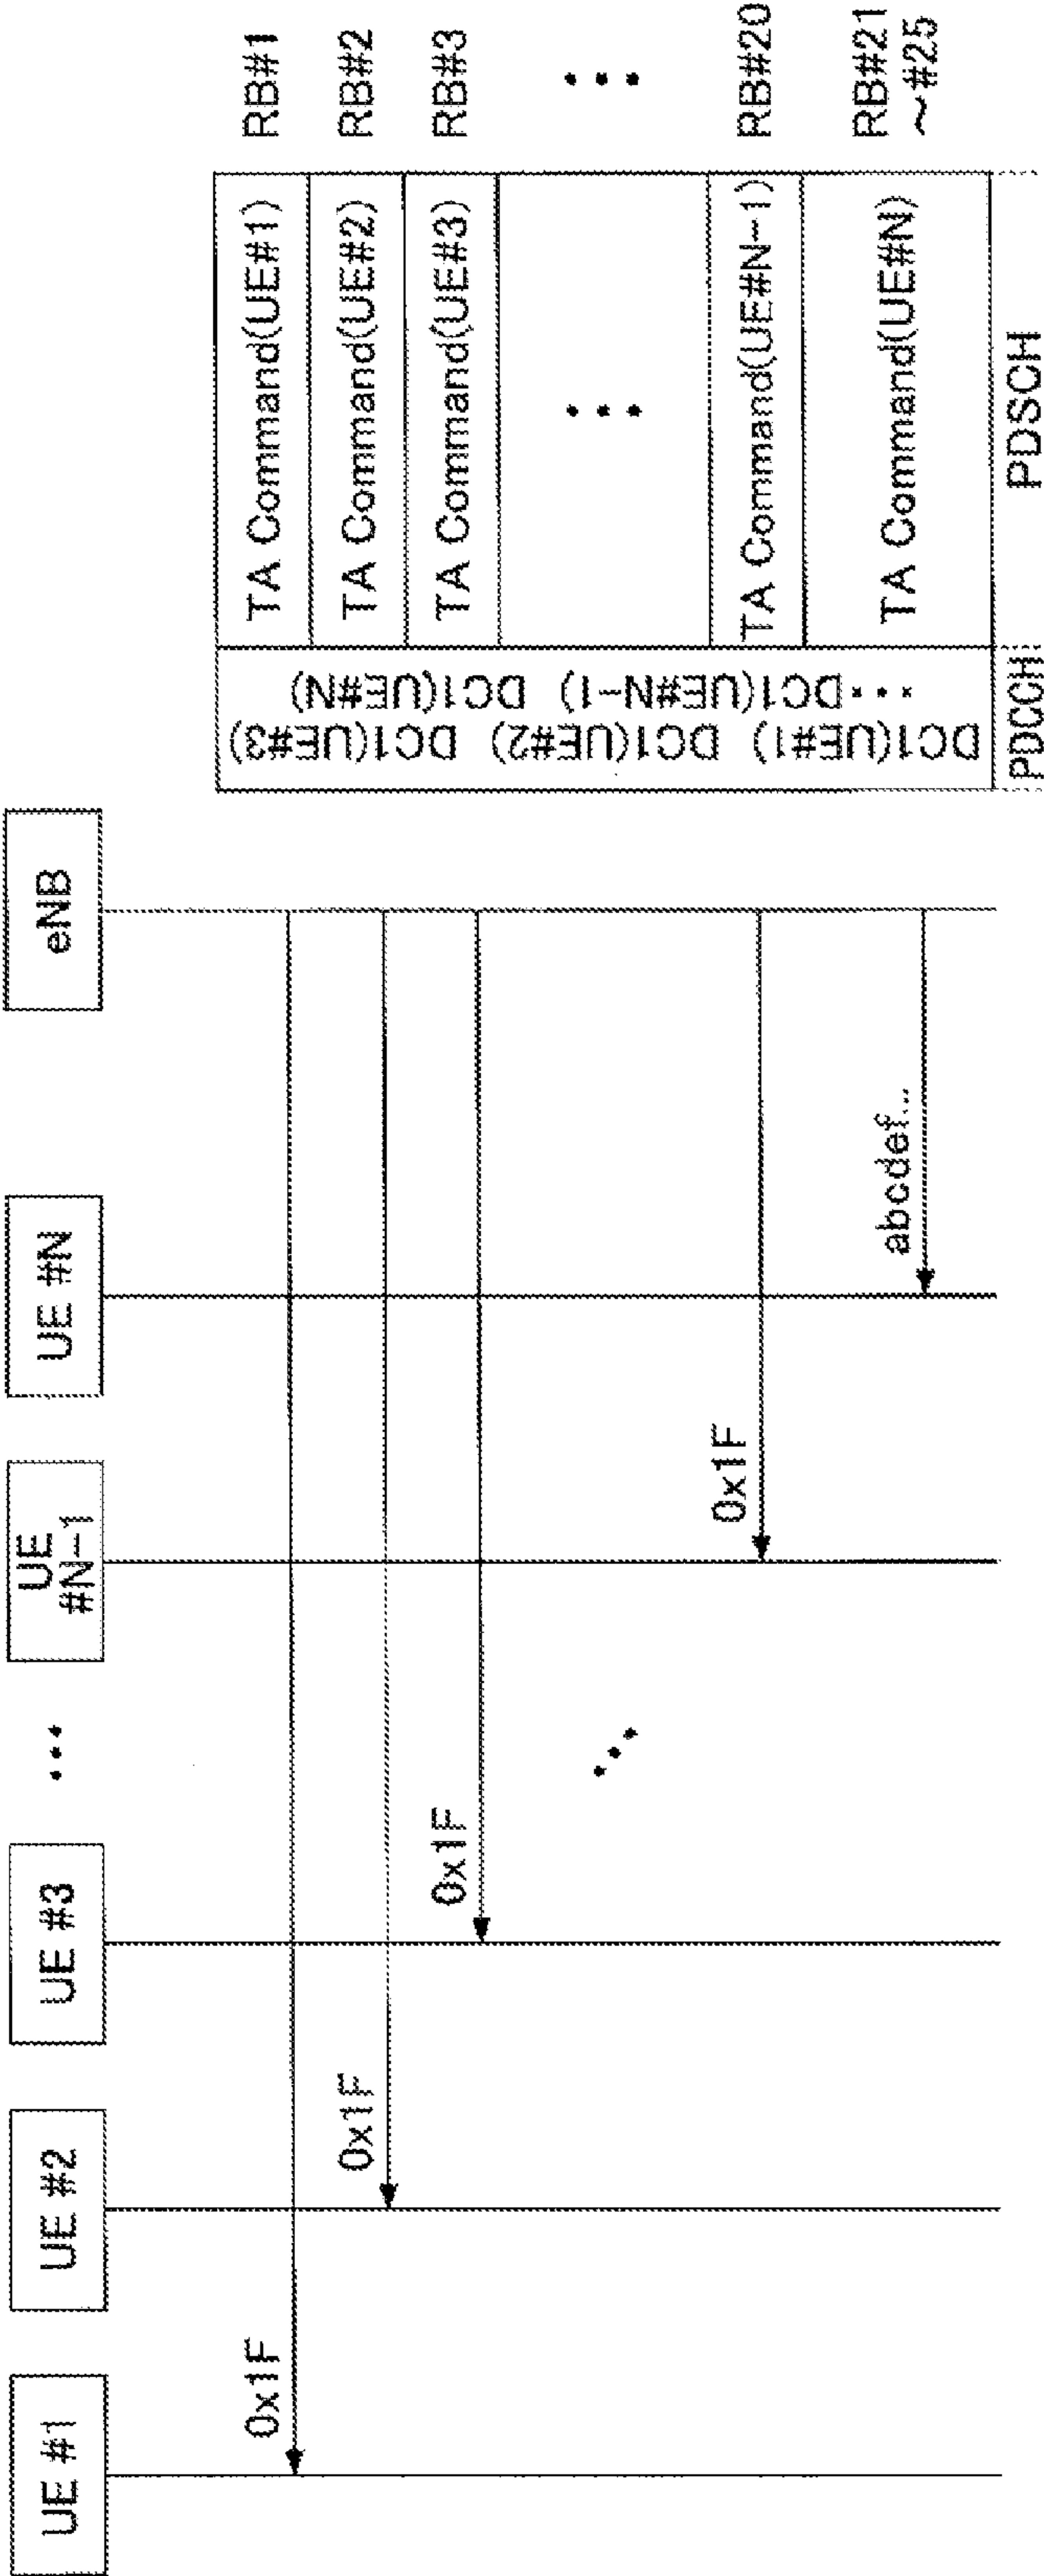 UE #1
UE #2
UE #3
•••
UE
#N-1
UE #N
eNB
0x1F
0x1F
0x1F
•••
0x1F
abcdef...
TA Command(UE#1)
RB#1
TA Command(UE#2)
RB#2
TA Command(UE#3)
RB#3
•••
•••
TA Command(UE#N-1)
RB#20
TA Command(UE#N)
RB#21
~#25
DC1(UE#1) DC1(UE#2) DC1(UE#3)
•••DC1(UE#N-1) DC1(UE#N)
PDCCH
PDSCH